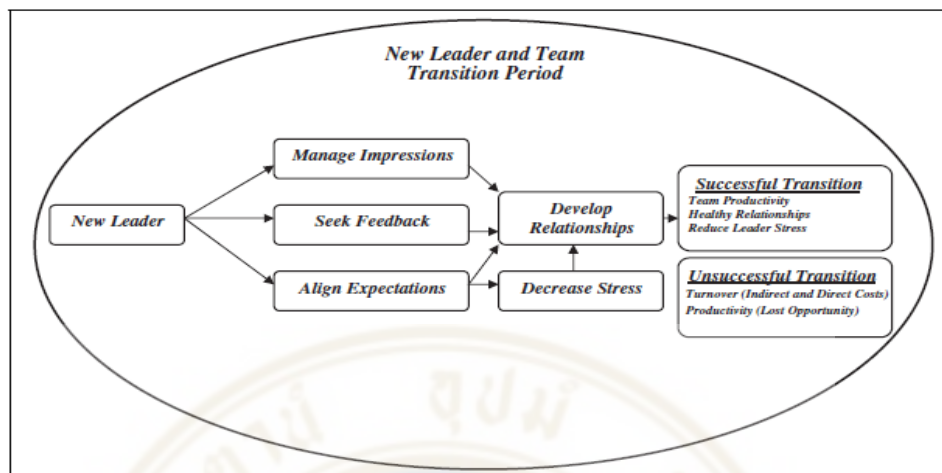 New Leader and Team
Transition Period
Manage Impressions
New Leader
Seek Feedback
Align Expectations
Develop
Relationships
Decrease Stress
Successful Transition
Team Productivity
Healthy Relationships
Reduce Leader Stress
Unsuccessful Transition
Turnover (Indirect and Direct Costs)
Productivity (Lost Opportunity)